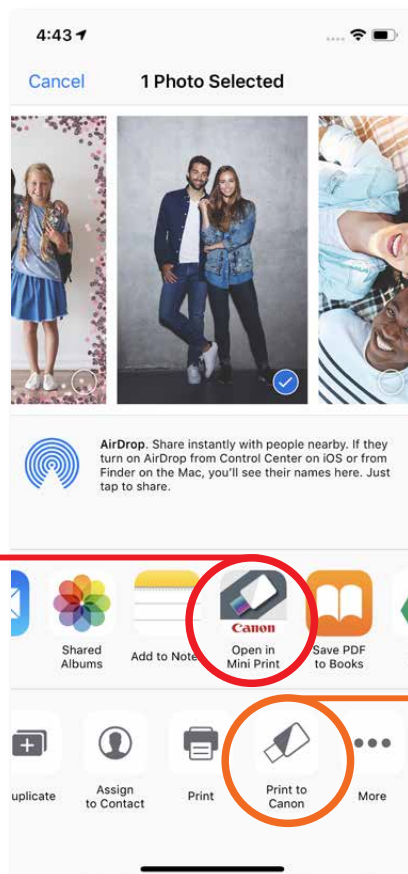 4:43
Cancel
1 Photo Selected
AirDrop. Share instantly with people nearby. If they
turn on AirDrop from Control Center on iOS or from
Finder on the Mac, you'll see their names here. Just
tap to share.
Canon
Shared
Albums
Add to Note
Open in
Mini Print
Save PDF
to Books
uplicate
Assign
to Contact
Print
Print to
Canon
More